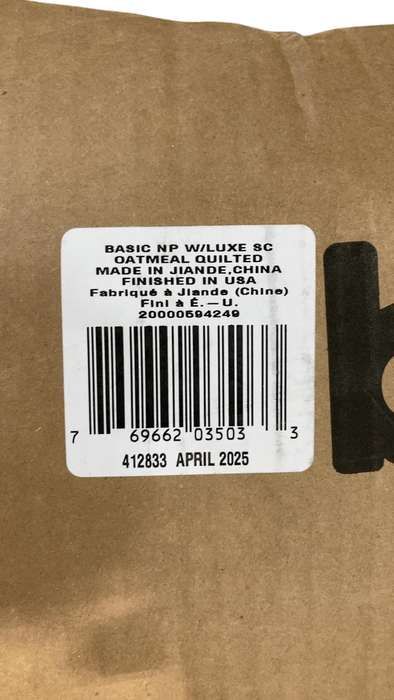 BASIC NP W/LUXE SC
OATMEAL QUILTED
MADE IN JIANDE,CHINA
FINISHED IN USA
Fabriqué à Jiande (Chine)
Fini à É.—U.
20000594249
7 69662 03503 3
412833 APRIL 2025
b